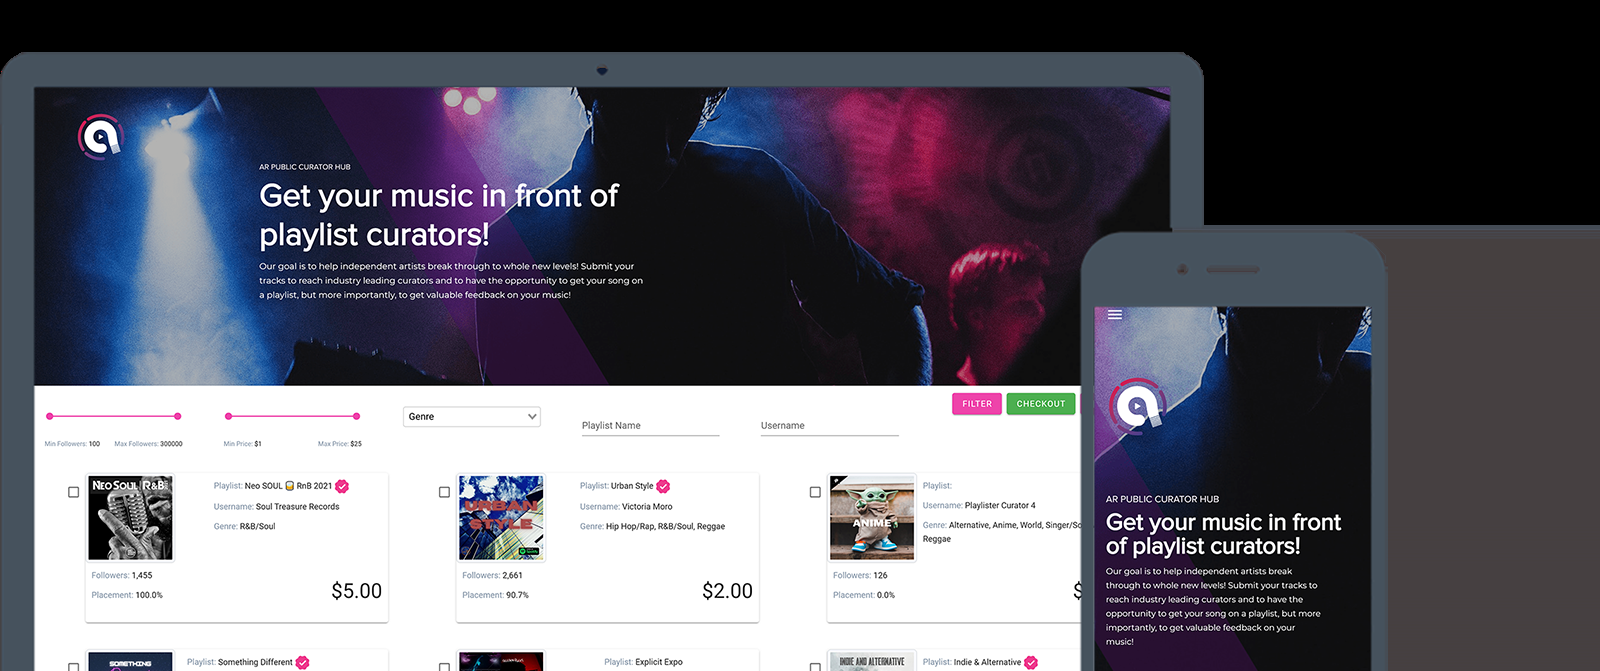 AR PUBLIC CURATOR HUB
Get your music in front of
playlist curators!
Our goal is to help independent artists break through to whole new levels! Submit your
tracks to reach industry leading curators and to have the opportunity to get your song on
a playlist, but more importantly, to get valuable feedback on your music!
FILTER
CHECKOUT
Genre
Playlist Name
Username
Min Followers: 100
Max Followers: 300000
Min Price: $1
Max Price: $25
NEO SOUL R&B
Playlist: Neo SOUL 🥃 RnB 2021
Username: Soul Treasure Records
Genre: R&B/Soul
Followers: 1,455
Placement: 100.0%
$5.00
URBAN
STYLE
Playlist: Urban Style
Username: Victoria Moro
Genre: Hip Hop/Rap, R&B/Soul, Reggae
Followers: 2,661
Placement: 90.7%
$2.00
ANIME
Playlist:
Username: Playlister Curator 4
Genre: Alternative, Anime, World, Singer/So
Reggae
Followers: 126
Placement: 0.0%
$
SOMETHING
Playlist: Something Different
Playlist: Explicit Expo
INDIE AND ALTERNATIVE
Playlist: Indie & Alternative
AR PUBLIC CURATOR HUB
Get your music in front
of playlist curators!
Our goal is to help independent artists break
through to whole new levels! Submit your tracks to
reach industry leading curators and to have the
opportunity to get your song on a playlist, but more
importantly, to get valuable feedback on your
music!